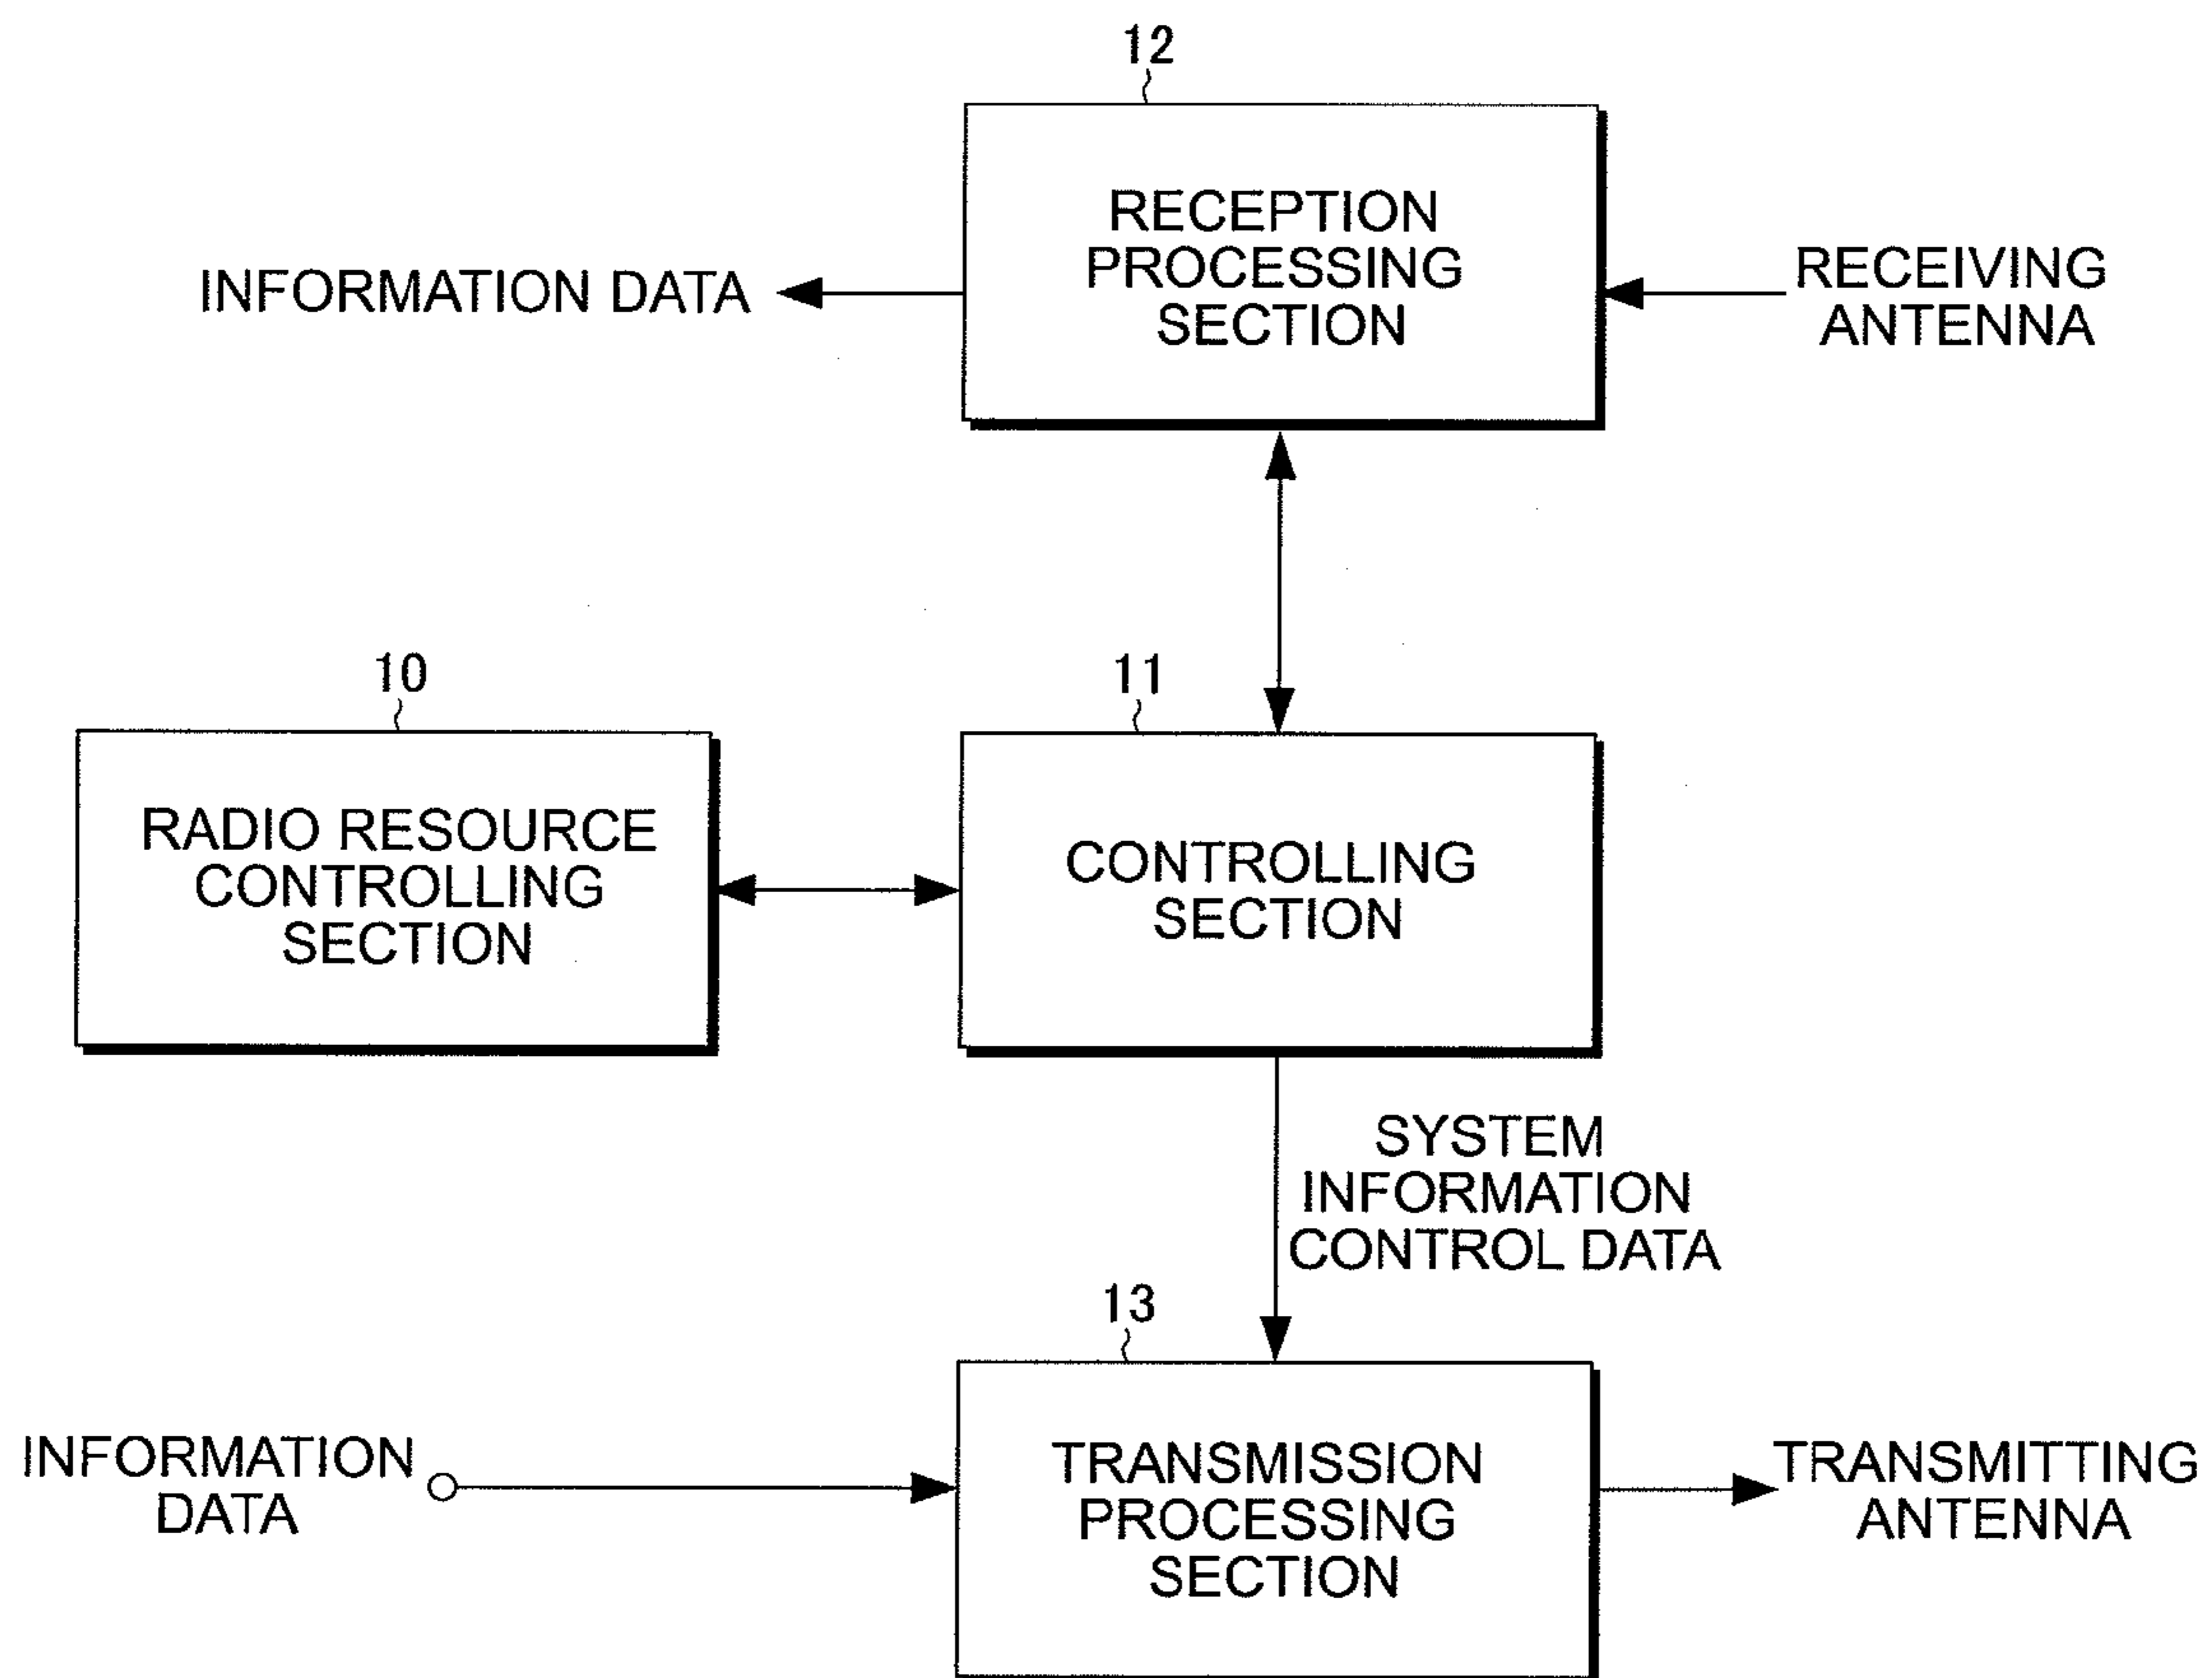 12
RECEPTION
PROCESSING
SECTION
INFORMATION DATA
RECEIVING
ANTENNA
10
RADIO RESOURCE
CONTROLLING
SECTION
11
CONTROLLING
SECTION
SYSTEM
INFORMATION
CONTROL DATA
13
INFORMATION
DATA
TRANSMISSION
PROCESSING
SECTION
TRANSMITTING
ANTENNA